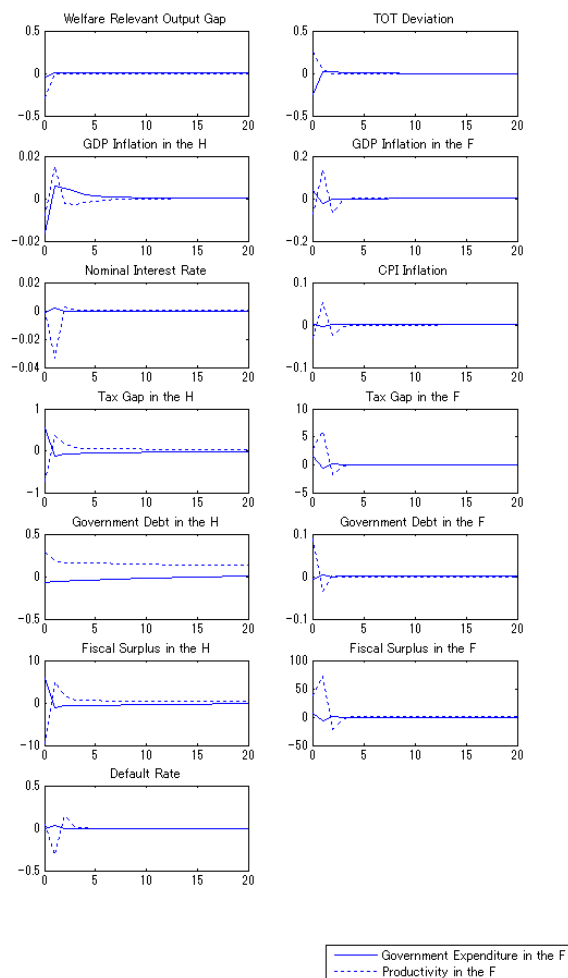 Welfare Relevant Output Gap
0.5
0
−0.5
0 5 10 15 20
TOT Deviation
0.5
0
−0.5
0 5 10 15 20
GDP Inflation in the H
0.02
0
−0.02
0 5 10 15 20
GDP Inflation in the F
0.2
0
−0.2
0 5 10 15 20
Nominal Interest Rate
0.02
0
−0.02
−0.04
0 5 10 15 20
CPI Inflation
0.1
0
−0.1
0 5 10 15 20
Tax Gap in the H
1
0
−1
0 5 10 15 20
Tax Gap in the F
10
5
0
−5
0 5 10 15 20
Government Debt in the H
0.5
0
−0.5
0 5 10 15 20
Government Debt in the F
0.1
0
0.1
0 5 10 15 20
Fiscal Surplus in the H
10
0
−10
0 5 10 15 20
Fiscal Surplus in the F
100
50
0
−50
0 5 10 15 20
Default Rate
0.5
0
−0.5
0 5 10 15 20
Government Expenditure in the F
Productivity in the F